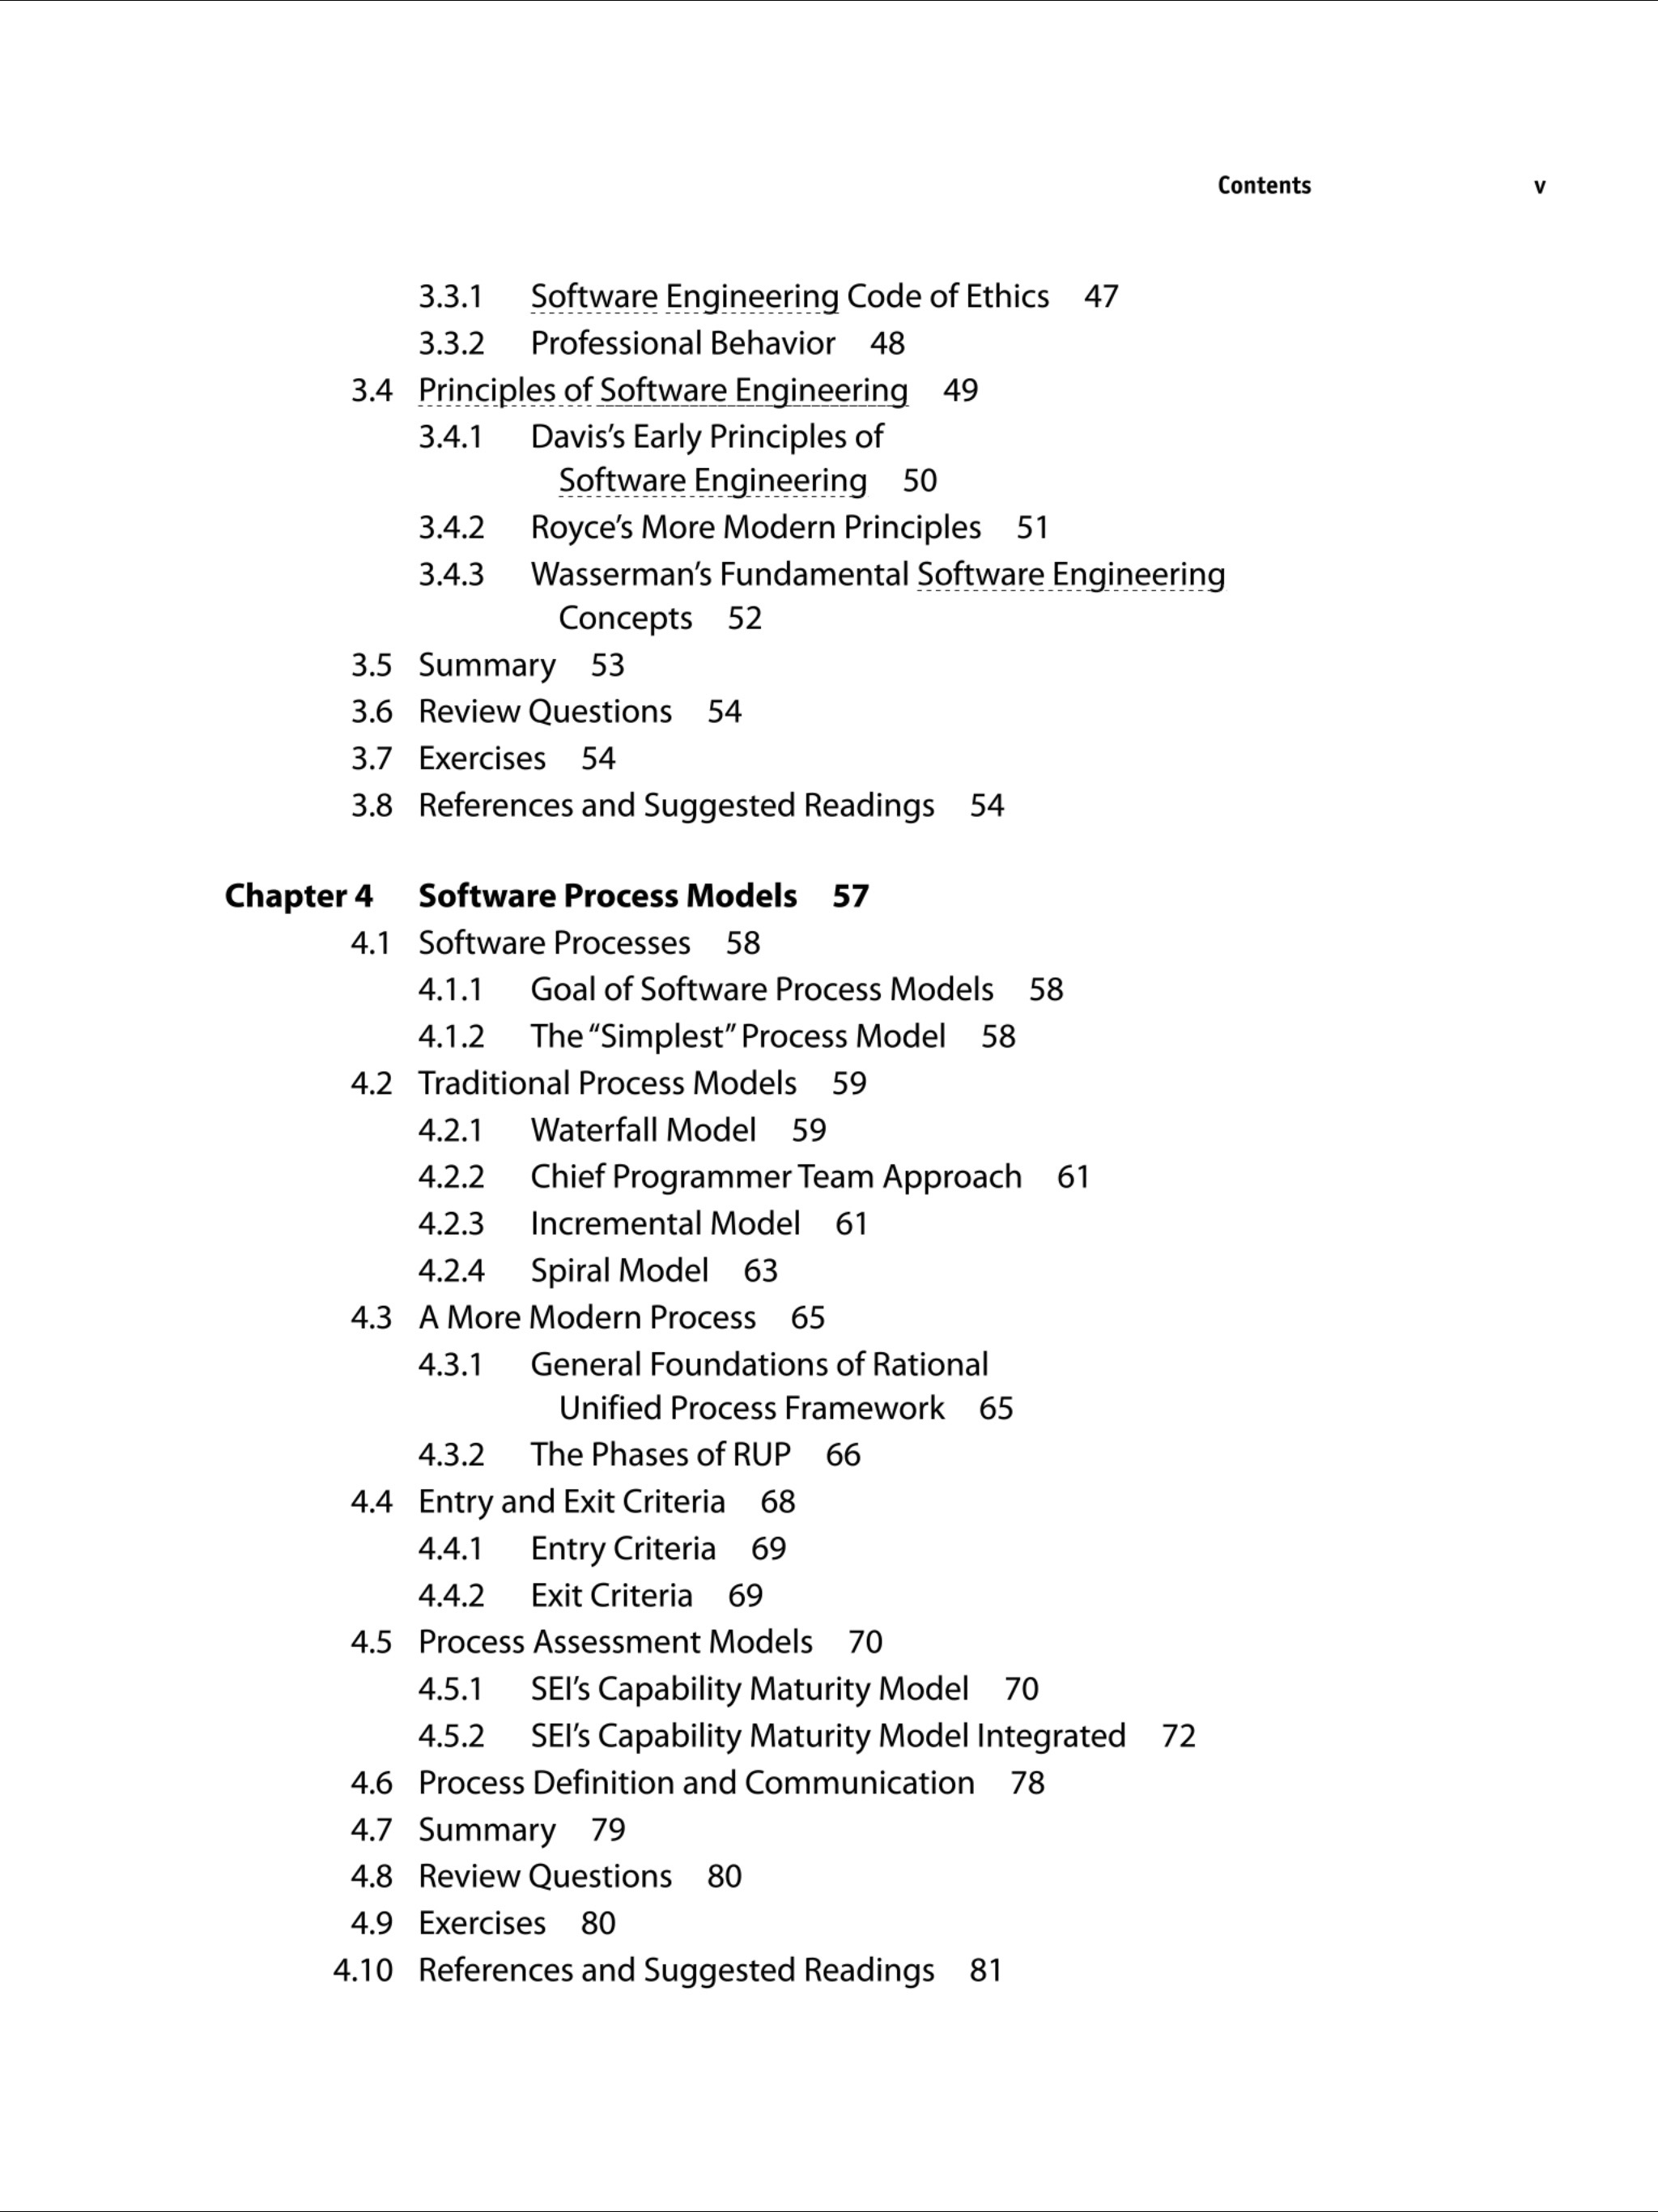 Contents v
3.3.1 Software Engineering Code of Ethics 47
3.3.2 Professional Behavior 48
3.4 Principles of Software Engineering 49
3.4.1 Davis’s Early Principles of
Software Engineering 50
3.4.2 Royce’s More Modern Principles 51
3.4.3 Wasserman’s Fundamental Software Engineering
Concepts 52
3.5 Summary 53
3.6 Review Questions 54
3.7 Exercises 54
3.8 References and Suggested Readings 54
Chapter 4 Software Process Models 57
4.1 Software Processes 58
4.1.1 Goal of Software Process Models 58
4.1.2 The “Simplest” Process Model 58
4.2 Traditional Process Models 59
4.2.1 Waterfall Model 59
4.2.2 Chief Programmer Team Approach 61
4.2.3 Incremental Model 61
4.2.4 Spiral Model 63
4.3 A More Modern Process 65
4.3.1 General Foundations of Rational
Unified Process Framework 65
4.3.2 The Phases of RUP 66
4.4 Entry and Exit Criteria 68
4.4.1 Entry Criteria 69
4.4.2 Exit Criteria 69
4.5 Process Assessment Models 70
4.5.1 SEI’s Capability Maturity Model 70
4.5.2 SEI’s Capability Maturity Model Integrated 72
4.6 Process Definition and Communication 78
4.7 Summary 79
4.8 Review Questions 80
4.9 Exercises 80
4.10 References and Suggested Readings 81